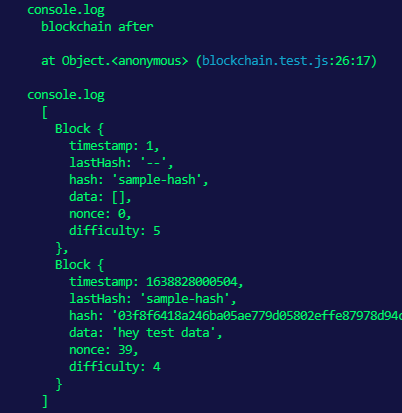 console.log
blockchain after
at Object.<anonymous> (blockchain.test.js:26:17)
console.log
[
Block {
timestamp: 1,
lastHash: '--',
hash: 'sample-hash',
data: [],
nonce: 0,
difficulty: 5
},
Block {
timestamp: 1638828000504,
lastHash: 'sample-hash',
hash: '03f8f6418a246ba05ae779d05802effe87978d94c
data: 'hey test data',
nonce: 39,
difficulty: 4
}
]